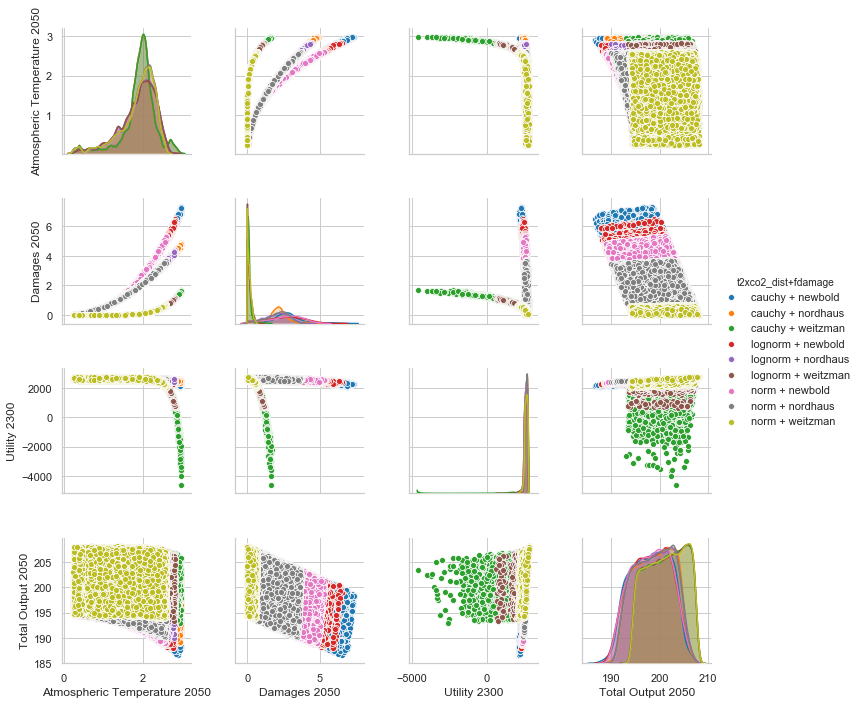 Atmospheric Temperature 2050
3
2
1
Damages 2050
6
4
2
0
Utility 2300
2000
0
−2000
−4000
Total Output 2050
205
200
195
190
185
0 2
Atmospheric Temperature 2050
0 5
Damages 2050
−5000 0
Utility 2300
190 200 210
Total Output 2050
t2xco2_dist+fdamage
cauchy + newbold
cauchy + nordhaus
cauchy + weitzman
lognorm + newbold
lognorm + nordhaus
lognorm + weitzman
norm + newbold
norm + nordhaus
norm + weitzman